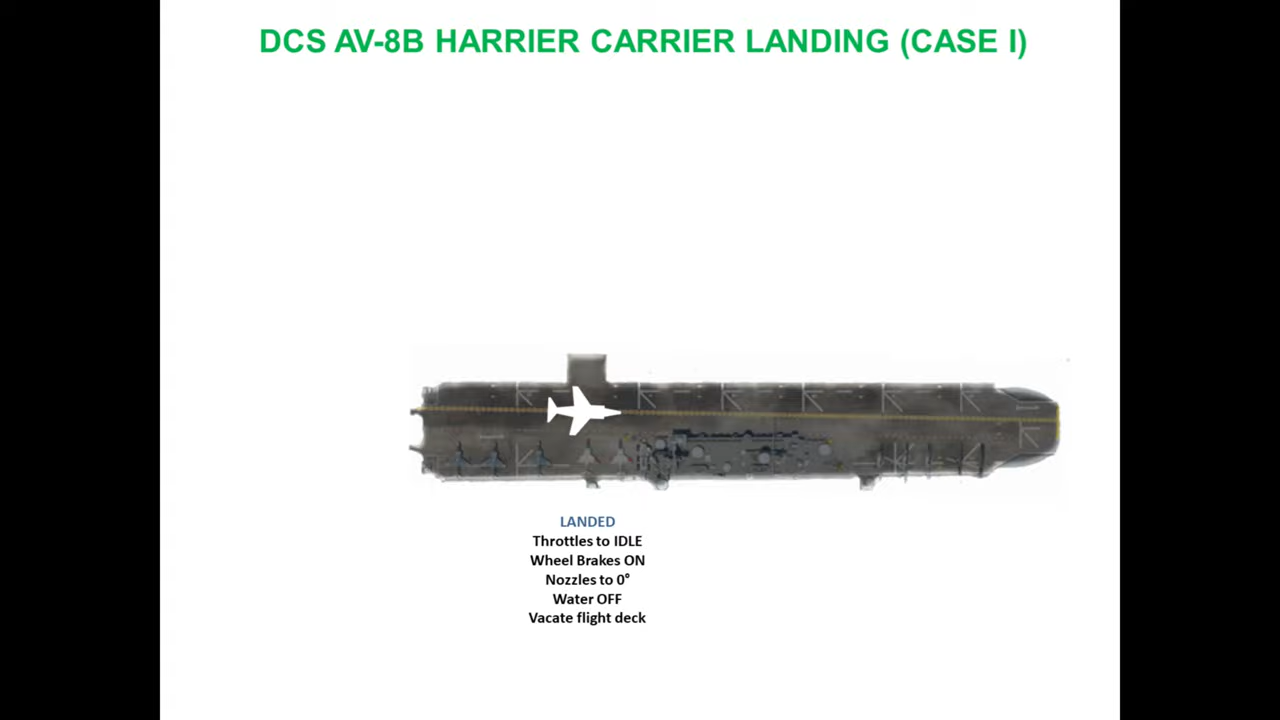 DCS AV-8B HARRIER CARRIER LANDING (CASE I)
LANDED
Throttles to IDLE
Wheel Brakes ON
Nozzles to 0°
Water OFF
Vacate flight deck